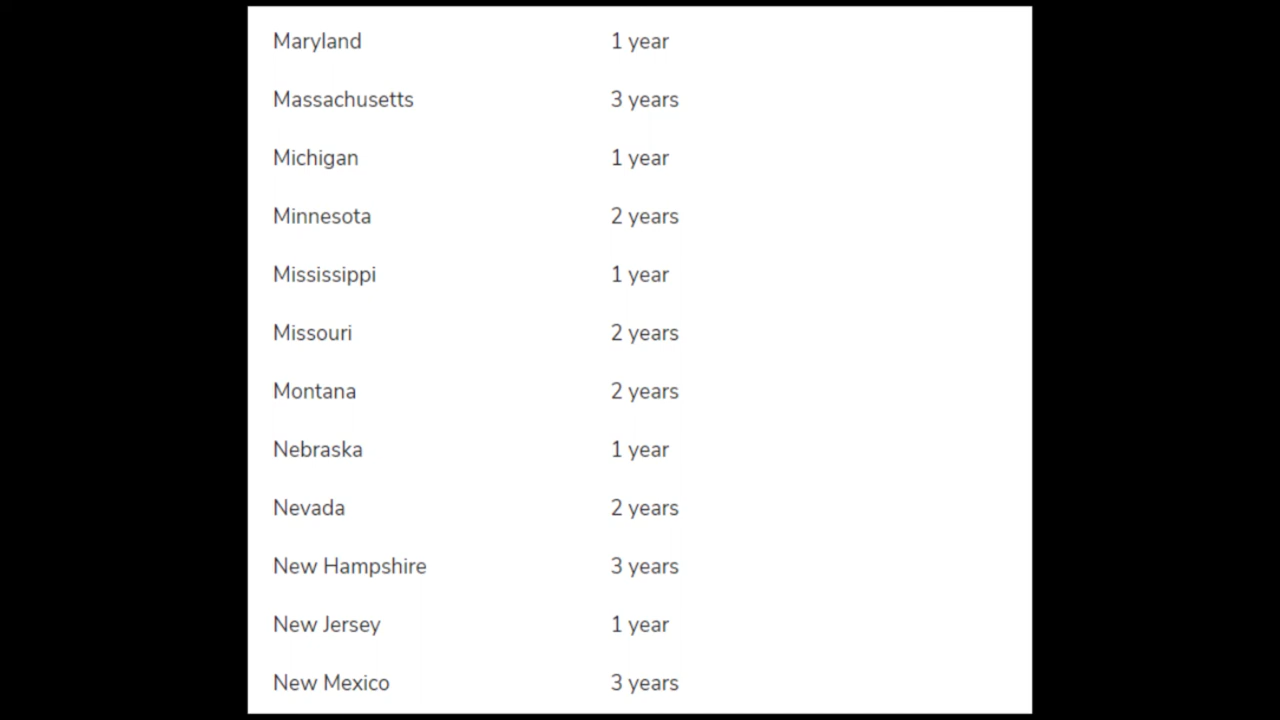 Maryland 1 year
Massachusetts 3 years
Michigan 1 year
Minnesota 2 years
Mississippi 1 year
Missouri 2 years
Montana 2 years
Nebraska 1 year
Nevada 2 years
New Hampshire 3 years
New Jersey 1 year
New Mexico 3 years